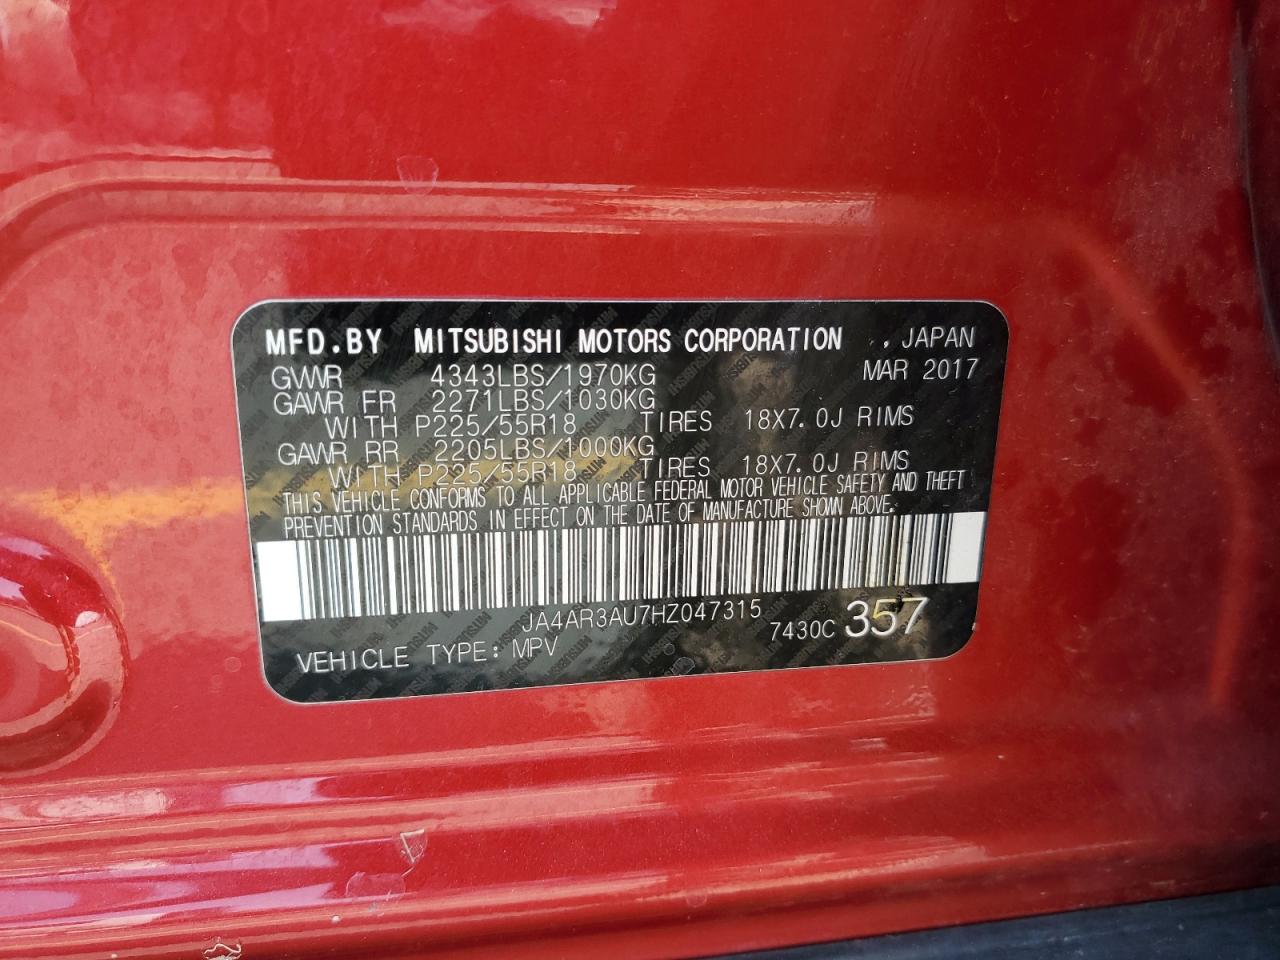 MFD.BY MITSUBISHI MOTORS CORPORATION , JAPAN
GVWR 4343LBS/1970KG MAR 2017
GAWR FR 2271LBS/1030KG
WITH P225/55R18 TIRES 18X7.0J RIMS
GAWR RR 2205LBS/1000KG
WITH P225/55R18 TIRES 18X7.0J RIMS
THIS VEHICLE CONFORMS TO ALL APPLICABLE FEDERAL MOTOR VEHICLE SAFETY AND THEFT
PREVENTION STANDARDS IN EFFECT ON THE DATE OF MANUFACTURE SHOWN ABOVE.
JA4AR3AU7HZ047315
7430C 357
VEHICLE TYPE: MPV